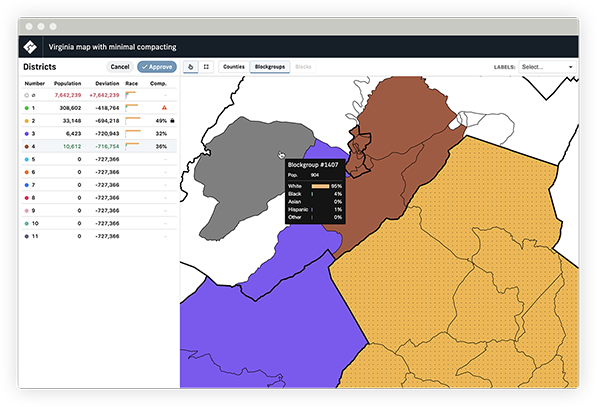 Virginia map with minimal compacting
Districts Cancel ✓ Approve Counties Blockgroups Blocks LABELS: Select...
Number Population Deviation Race Comp.
Ø 7,642,239 +7,642,239 -
1 308,602 -418,764
2 33,148 -694,218 49%
3 6,423 -720,943 32%
4 10,612 -716,754 36%
5 0 -727,366 -
6 0 -727,366 -
7 0 -727,366 -
8 0 -727,366 -
9 0 -727,366 -
10 0 -727,366 -
11 0 -727,366 -
Blockgroup #1407
Pop. 904
White 95%
Black 4%
Asian 0%
Hispanic 1%
Other 0%